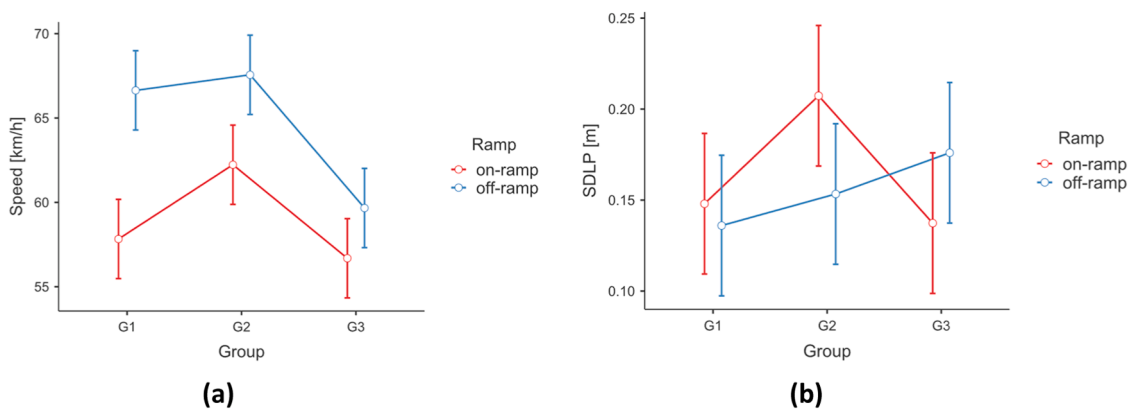 70
65
60
55
Speed [km/h]
G1 G2 G3
Group
Ramp
on-ramp
off-ramp
(a)
0.25
0.20
0.15
0.10
SDLP [m]
G1 G2 G3
Group
Ramp
on-ramp
off-ramp
(b)